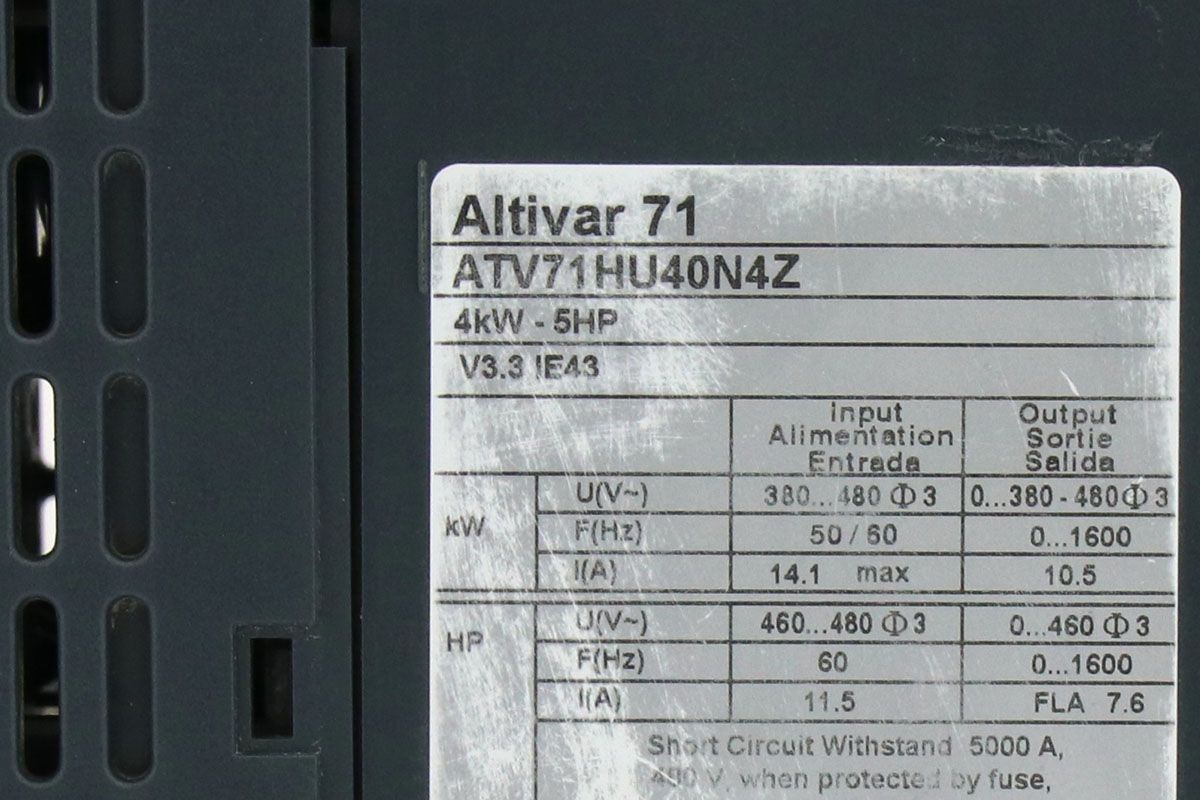 Altivar 71
ATV71HU40N4Z
4kW - 5HP
V3.3 IE43
Input Output
Alimentation Sortie
Entrada Salida
kW
U(V~) 380...480 Φ 3 0...380 - 480 Φ 3
F(Hz) 50 / 60 0...1600
I(A) 14.1 max 10.5
HP
U(V~) 460...480 Φ 3 0...460 Φ 3
F(Hz) 60 0...1600
I(A) 11.5 FLA 7.6
Short Circuit Withstand 5000 A,
480 V, when protected by fuse,